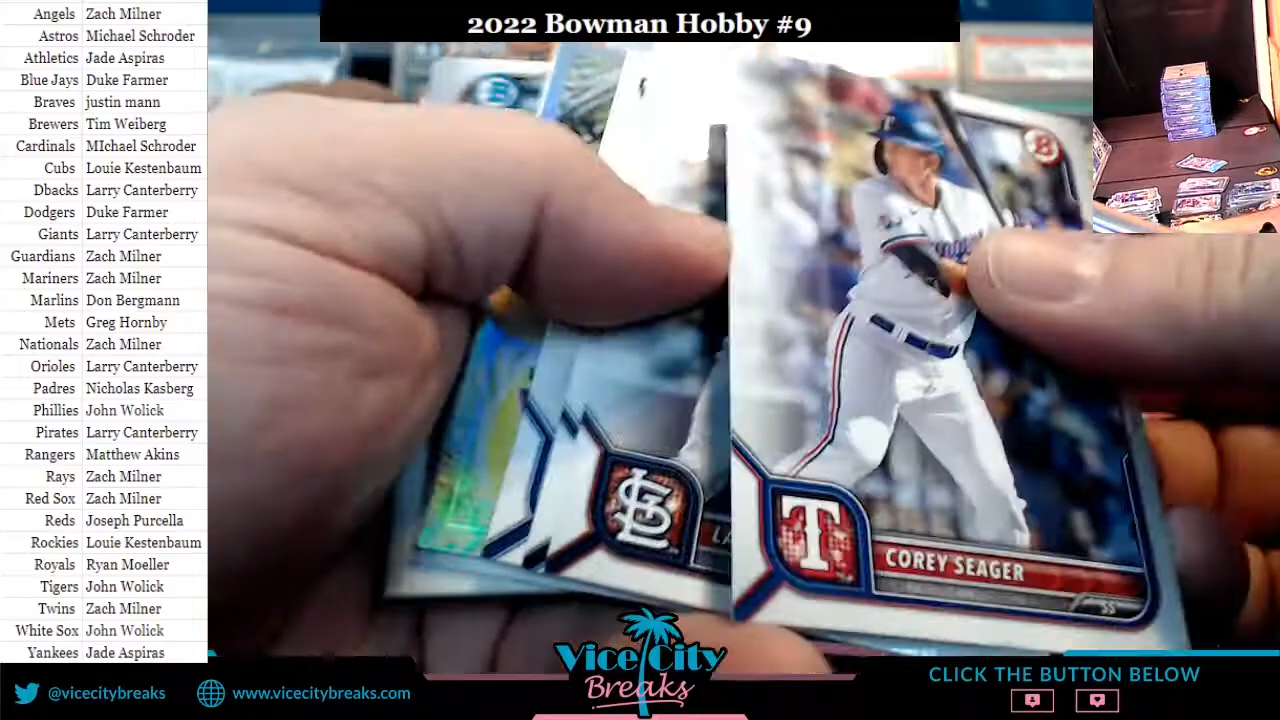 2022 Bowman Hobby #9
Angels Zach Milner
Astros Michael Schroder
Athletics Jade Aspiras
Blue Jays Duke Farmer
Braves justin mann
Brewers Tim Weiberg
Cardinals MIchael Schroder
Cubs Louie Kestenbaum
Dbacks Larry Canterberry
Dodgers Duke Farmer
Giants Larry Canterberry
Guardians Zach Milner
Mariners Zach Milner
Marlins Don Bergmann
Mets Greg Hornby
Nationals Zach Milner
Orioles Larry Canterberry
Padres Nicholas Kasberg
Phillies John Wolick
Pirates Larry Canterberry
Rangers Matthew Akins
Rays Zach Milner
Red Sox Zach Milner
Reds Joseph Purcella
Rockies Louie Kestenbaum
Royals Ryan Moeller
Tigers John Wolick
Twins Zach Milner
White Sox John Wolick
Yankees Jade Aspiras
B
STL
LA
T
COREY SEAGER
SS
Vice City
Breaks
@vicecitybreaks
www.vicecitybreaks.com
CLICK THE BUTTON BELOW